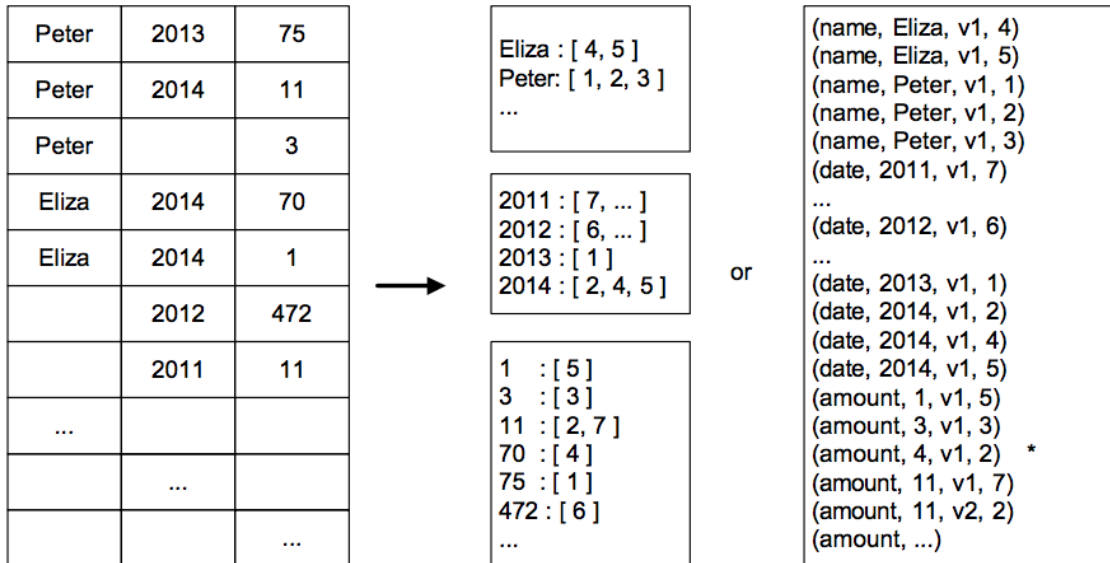 Peter 2013 75
Peter 2014 11
Peter 3
Eliza 2014 70
Eliza 2014 1
2012 472
2011 11
...
...
...
Eliza : [ 4, 5 ]
Peter: [ 1, 2, 3 ]
...
2011 : [ 7, ... ]
2012 : [ 6, ... ]
2013 : [ 1 ]
2014 : [ 2, 4, 5 ]
1 : [ 5 ]
3 : [ 3 ]
11 : [ 2, 7 ]
70 : [ 4 ]
75 : [ 1 ]
472 : [ 6 ]
...
or
(name, Eliza, v1, 4)
(name, Eliza, v1, 5)
(name, Peter, v1, 1)
(name, Peter, v1, 2)
(name, Peter, v1, 3)
(date, 2011, v1, 7)
...
(date, 2012, v1, 6)
...
(date, 2013, v1, 1)
(date, 2014, v1, 2)
(date, 2014, v1, 4)
(date, 2014, v1, 5)
(amount, 1, v1, 5)
(amount, 3, v1, 3)
(amount, 4, v1, 2) *
(amount, 11, v1, 7)
(amount, 11, v2, 2)
(amount, ...)